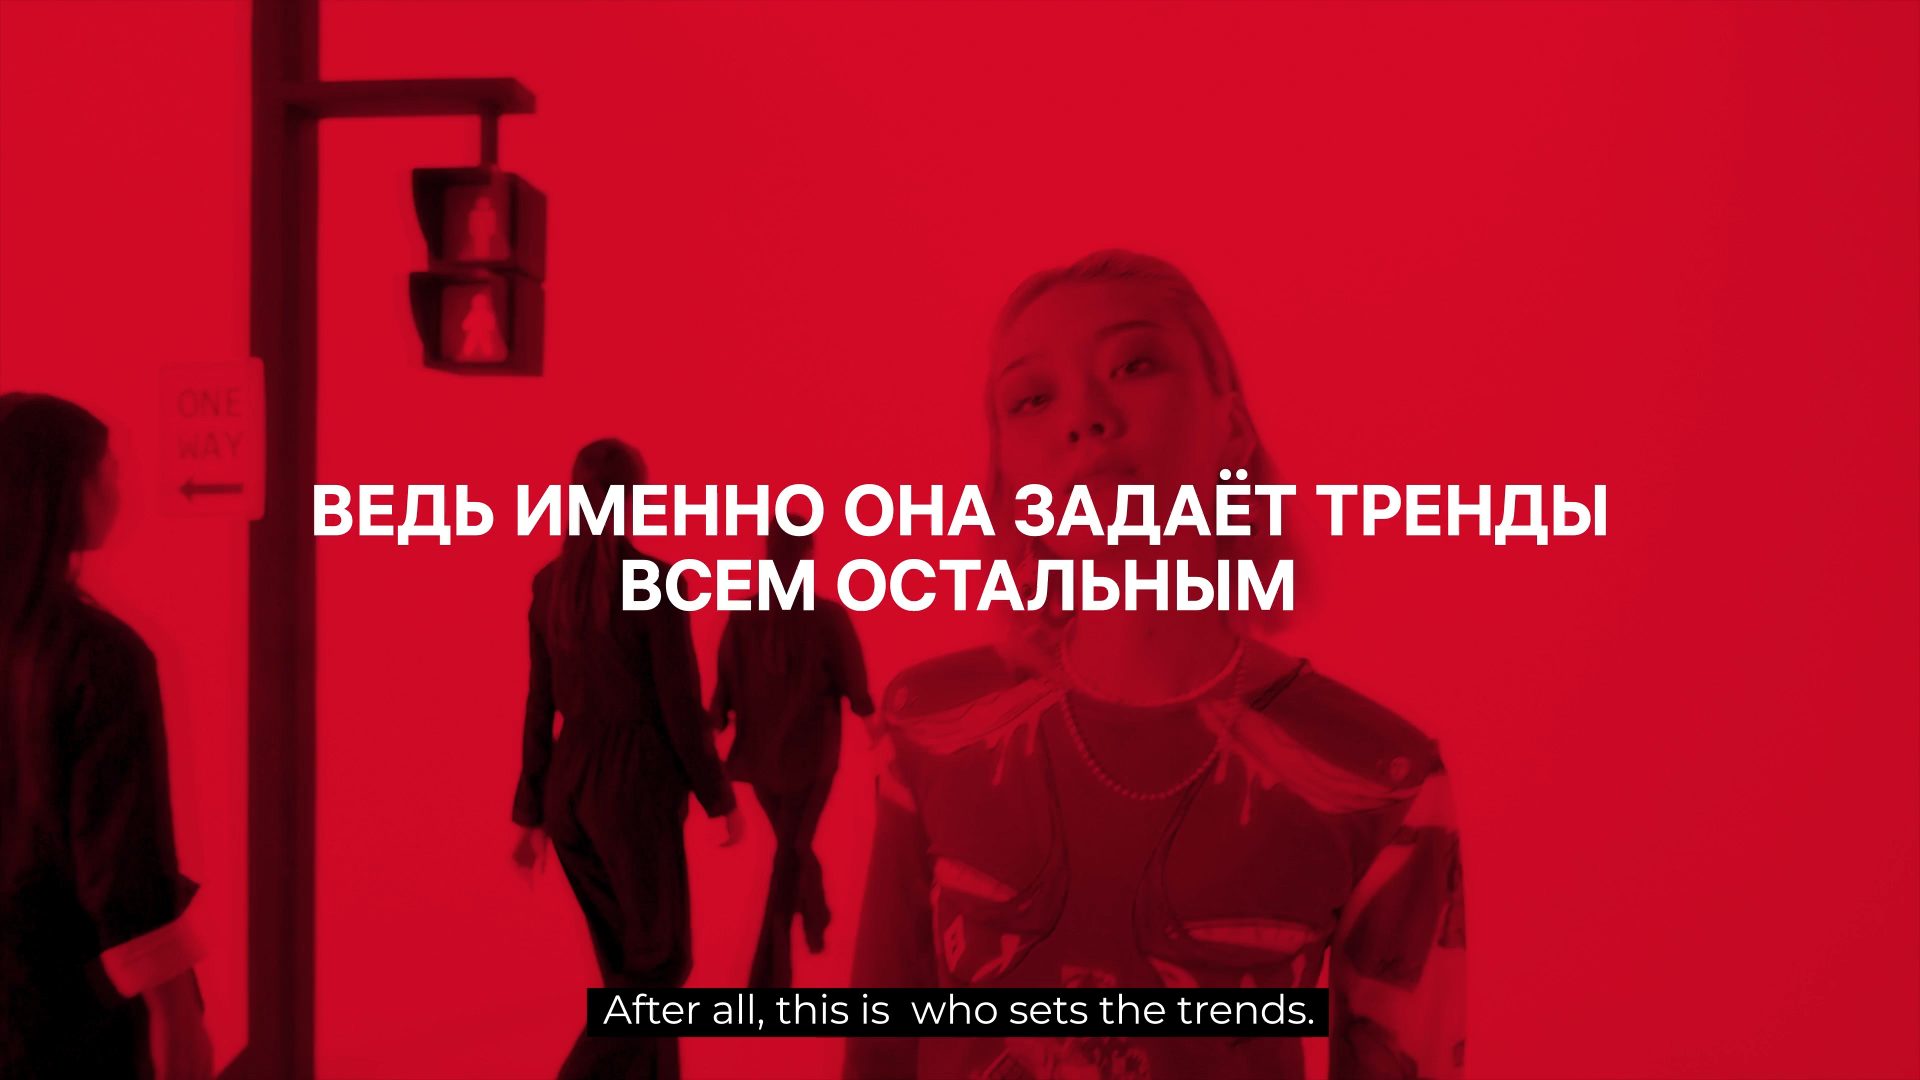 ONE
WAY
ВЕДЬ ИМЕННО ОНА ЗАДАЁТ ТРЕНДЫ
ВСЕМ ОСТАЛЬНЫМ
After all, this is  who sets the trends.